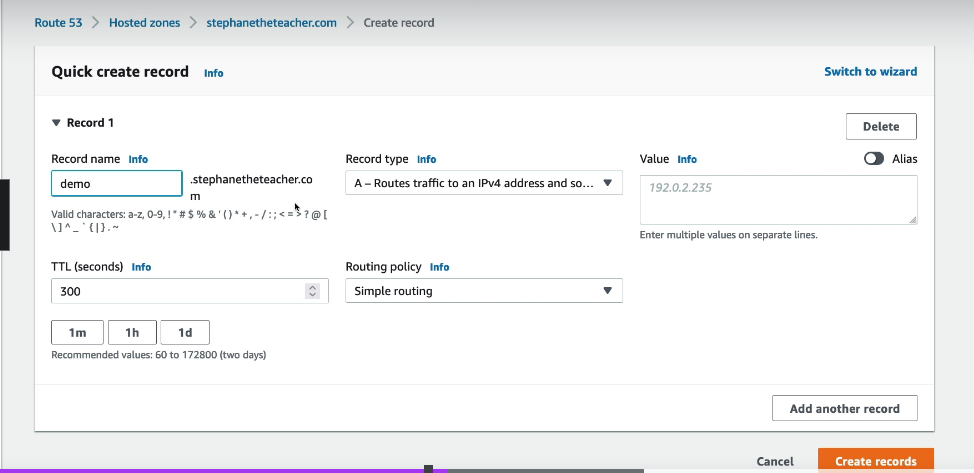 Route 53 > Hosted zones > stephanetheteacher.com > Create record
Quick create record Info
Switch to wizard
▼ Record 1
Delete
Record name Info
demo
.stephanetheteacher.co
m
Valid characters: a-z, 0-9, ! " # $ % & ' ( ) * + , - / : ; < = > ? @ [
\ ] ^ _ ` { | } . ~
Record type Info
A – Routes traffic to an IPv4 address and so...
Value Info
Alias
192.0.2.235
Enter multiple values on separate lines.
TTL (seconds) Info
300
1m 1h 1d
Recommended values: 60 to 172800 (two days)
Routing policy Info
Simple routing
Add another record
Cancel
Create records